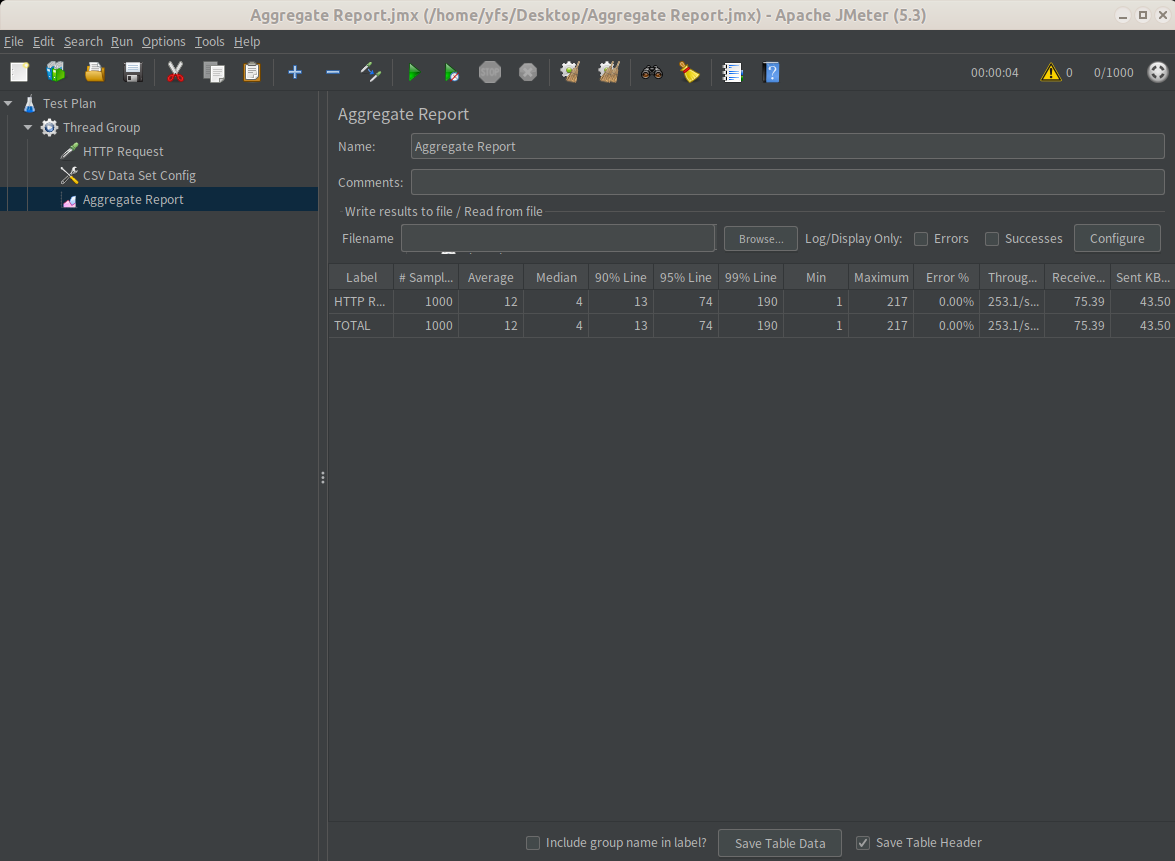 Aggregate Report.jmx (/home/yfs/Desktop/Aggregate Report.jmx) - Apache JMeter (5.3)
File Edit Search Run Options Tools Help
STOP 00:00:04 0 0/1000
Test Plan
Thread Group
HTTP Request
CSV Data Set Config
Aggregate Report
Aggregate Report
Name: Aggregate Report
Comments:
Write results to file / Read from file
Filename Browse... Log/Display Only: Errors Successes Configure
Label # Sampl... Average Median 90% Line 95% Line 99% Line Min Maximum Error % Throug... Receive... Sent KB...
HTTP R... 1000 12 4 13 74 190 1 217 0.00% 253.1/s... 75.39 43.50
TOTAL 1000 12 4 13 74 190 1 217 0.00% 253.1/s... 75.39 43.50
Include group name in label? Save Table Data Save Table Header